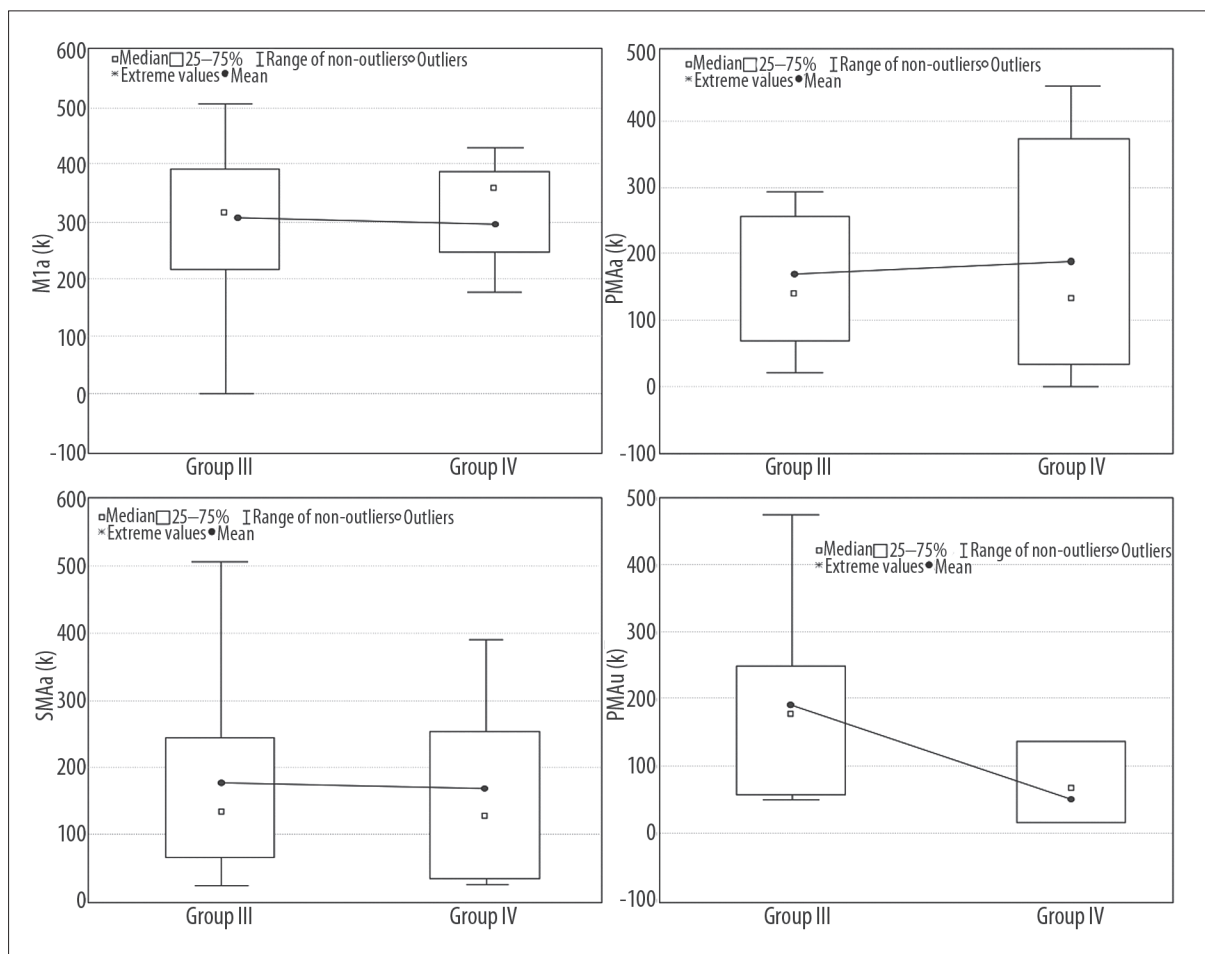 600
500
400
300
200
100
0
-100
M1a (k)
Median 25–75% Range of non-outliers Outliers
Extreme values Mean
Group III Group IV
500
400
300
200
100
0
-100
PMAa (k)
Median 25–75% Range of non-outliers Outliers
Extreme values Mean
Group III Group IV
600
500
400
300
200
100
0
SMAa (k)
Median 25–75% Range of non-outliers Outliers
Extreme values Mean
Group III Group IV
500
400
300
200
100
0
-100
PMAu (k)
Median 25–75% Range of non-outliers Outliers
Extreme values Mean
Group III Group IV